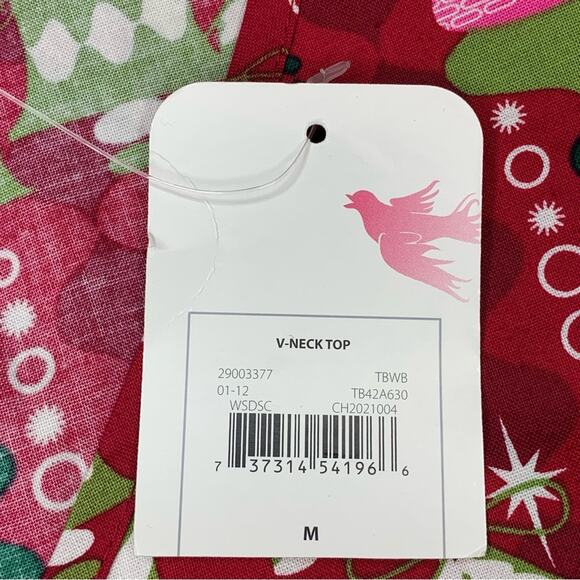 V-NECK TOP
29003377 TBWB
01-12 TB42A630
WSDSC CH2021004
7 37314 54196 6
M